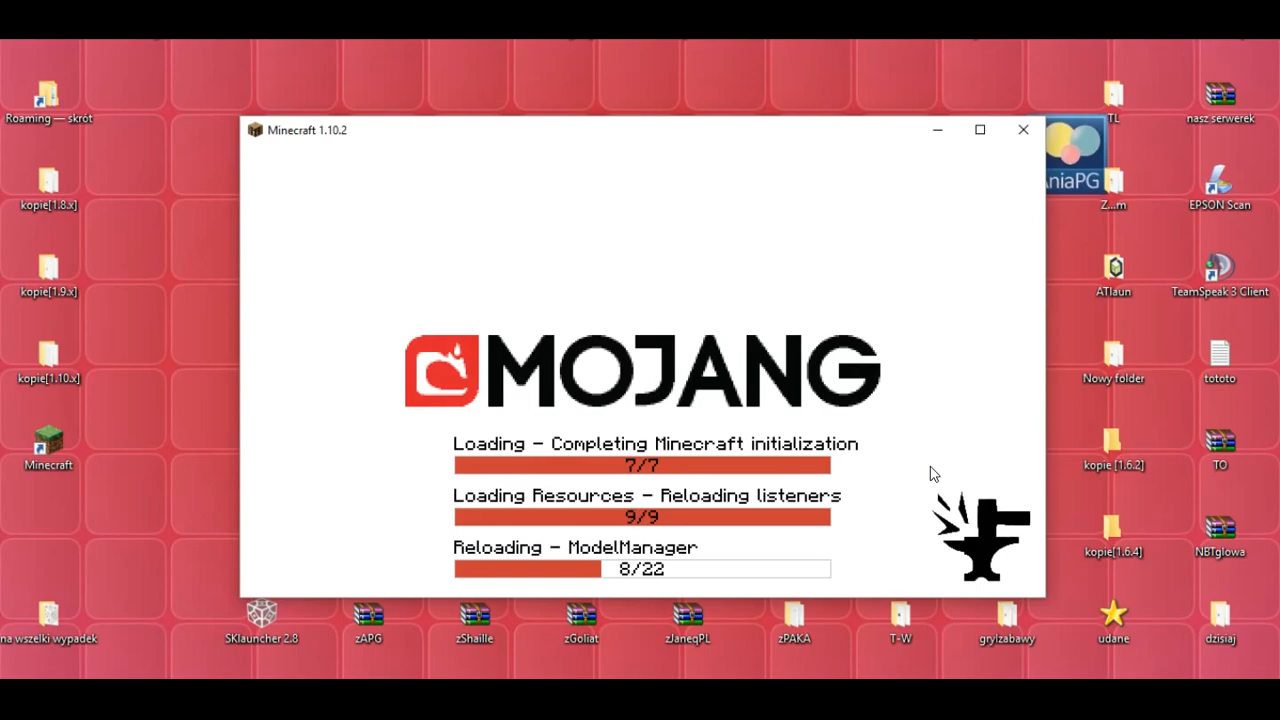 Minecraft 1.10.2
MOJANG
Loading - Completing Minecraft initialization
7/7
Loading Resources - Reloading listeners
9/9
Reloading - ModelManager
8/22
Roaming — skrót
kopie[1.8.x]
kopie[1.9.x]
kopie[1.10.x]
Minecraft
na wszelki wypadek
SKlauncher 2.8
zAPG
zShaille
zGoliat
zJaneqPL
zPAKA
T-W
gryIzabawy
udane
dzisiaj
TL
niaPG
Z...m
ATlaun
Nowy folder
kopie [1.6.2]
kopie[1.6.4]
nasz serwerek
EPSON Scan
TeamSpeak 3 Client
tototo
TO
NBTglowa